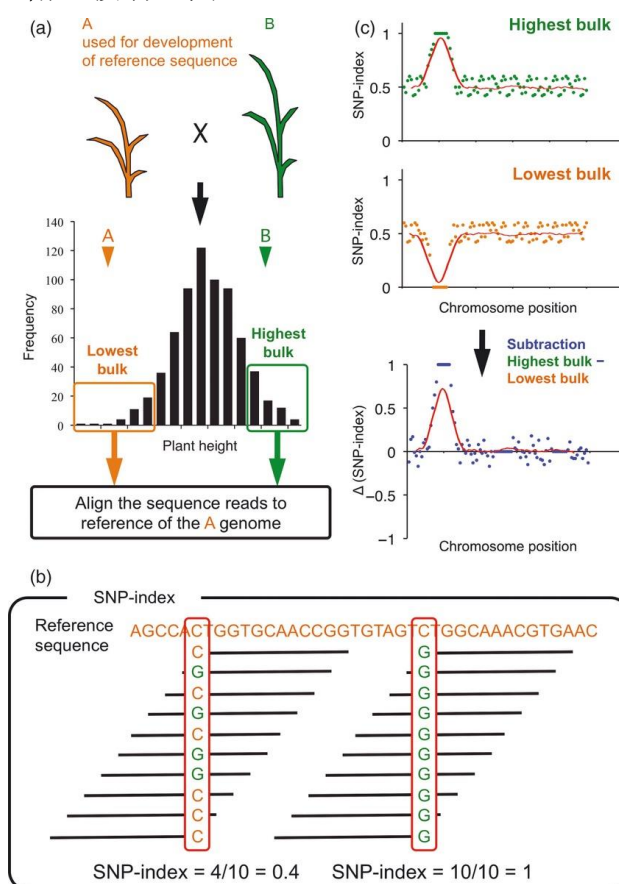 (a)
A
used for development
of reference sequence
B
X
140
120
100
80
60
40
20
0
Frequency
A
B
Lowest
bulk
Highest
bulk
Plant height
Align the sequence reads to
reference of the A genome
(c)
Highest bulk
1
0.5
0
SNP-index
Lowest bulk
1
0.5
0
SNP-index
Chromosome position
Subtraction
Highest bulk –
Lowest bulk
1
0.5
0
−0.5
−1
Δ (SNP-index)
Chromosome position
(b)
SNP-index
Reference
sequence
AGCCACTGGTGCAACCGGTGTAGTCTGGCAAACGTGAAC
C G
G G
C G
G G
C G
G G
G G
C G
C G
C G
SNP-index = 4/10 = 0.4 SNP-index = 10/10 = 1